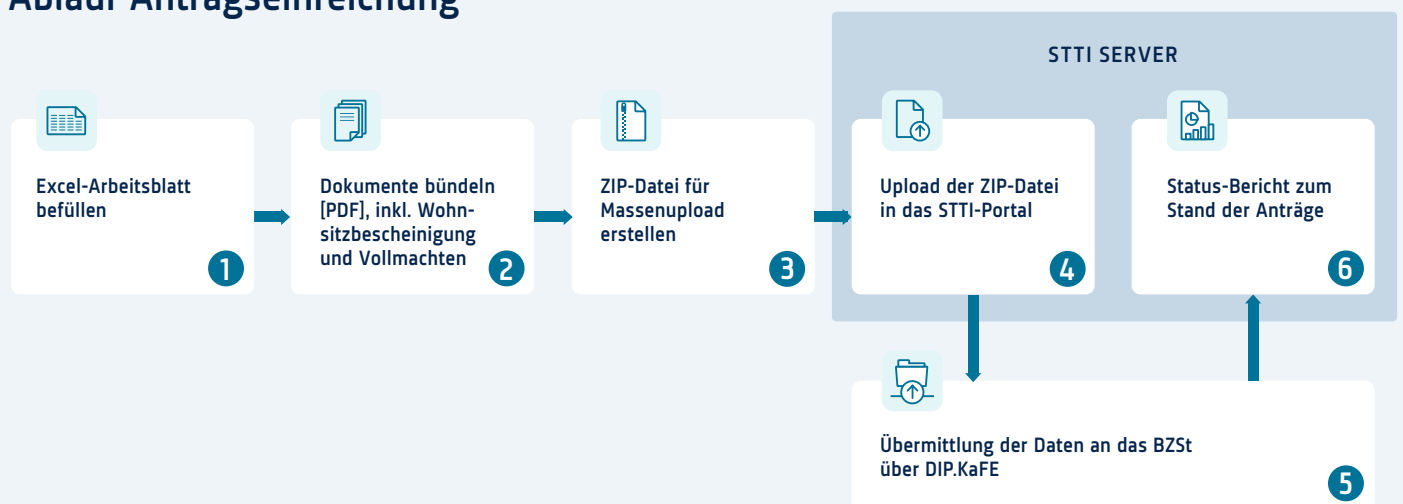 Ablauf Antragseinreichung
STTI SERVER
Excel-Arbeitsblatt
befüllen
1
Dokumente bündeln
[PDF], inkl. Wohn-
sitzbescheinigung
und Vollmachten
2
ZIP-Datei für
Massenupload
erstellen
3
Upload der ZIP-Datei
in das STTI-Portal
4
Status-Bericht zum
Stand der Anträge
6
Übermittlung der Daten an das BZSt
über DIP.KaFE
5